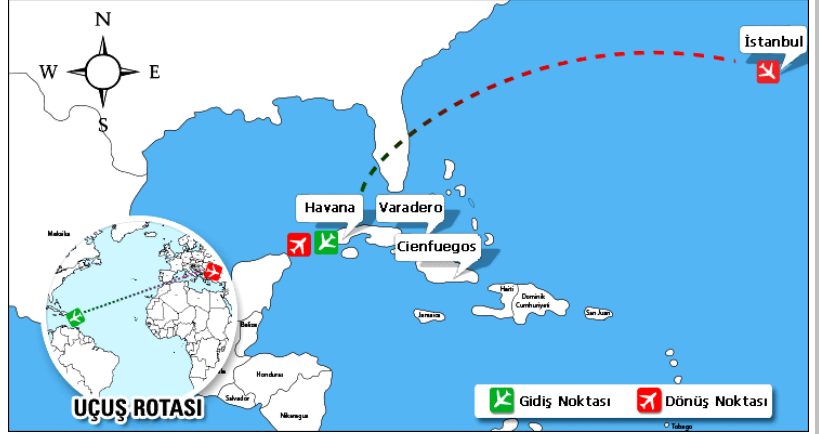 N
W
E
S
İstanbul
Havana
Varadero
Cienfuegos
Meksika
Haiti
Dominik
Cumhuriyeti
San Juan
Jamaica
Belize
Honduras
Salvador
Nikaragua
Tobago
UÇUŞ ROTASI
Gidiş Noktası
Dönüş Noktası